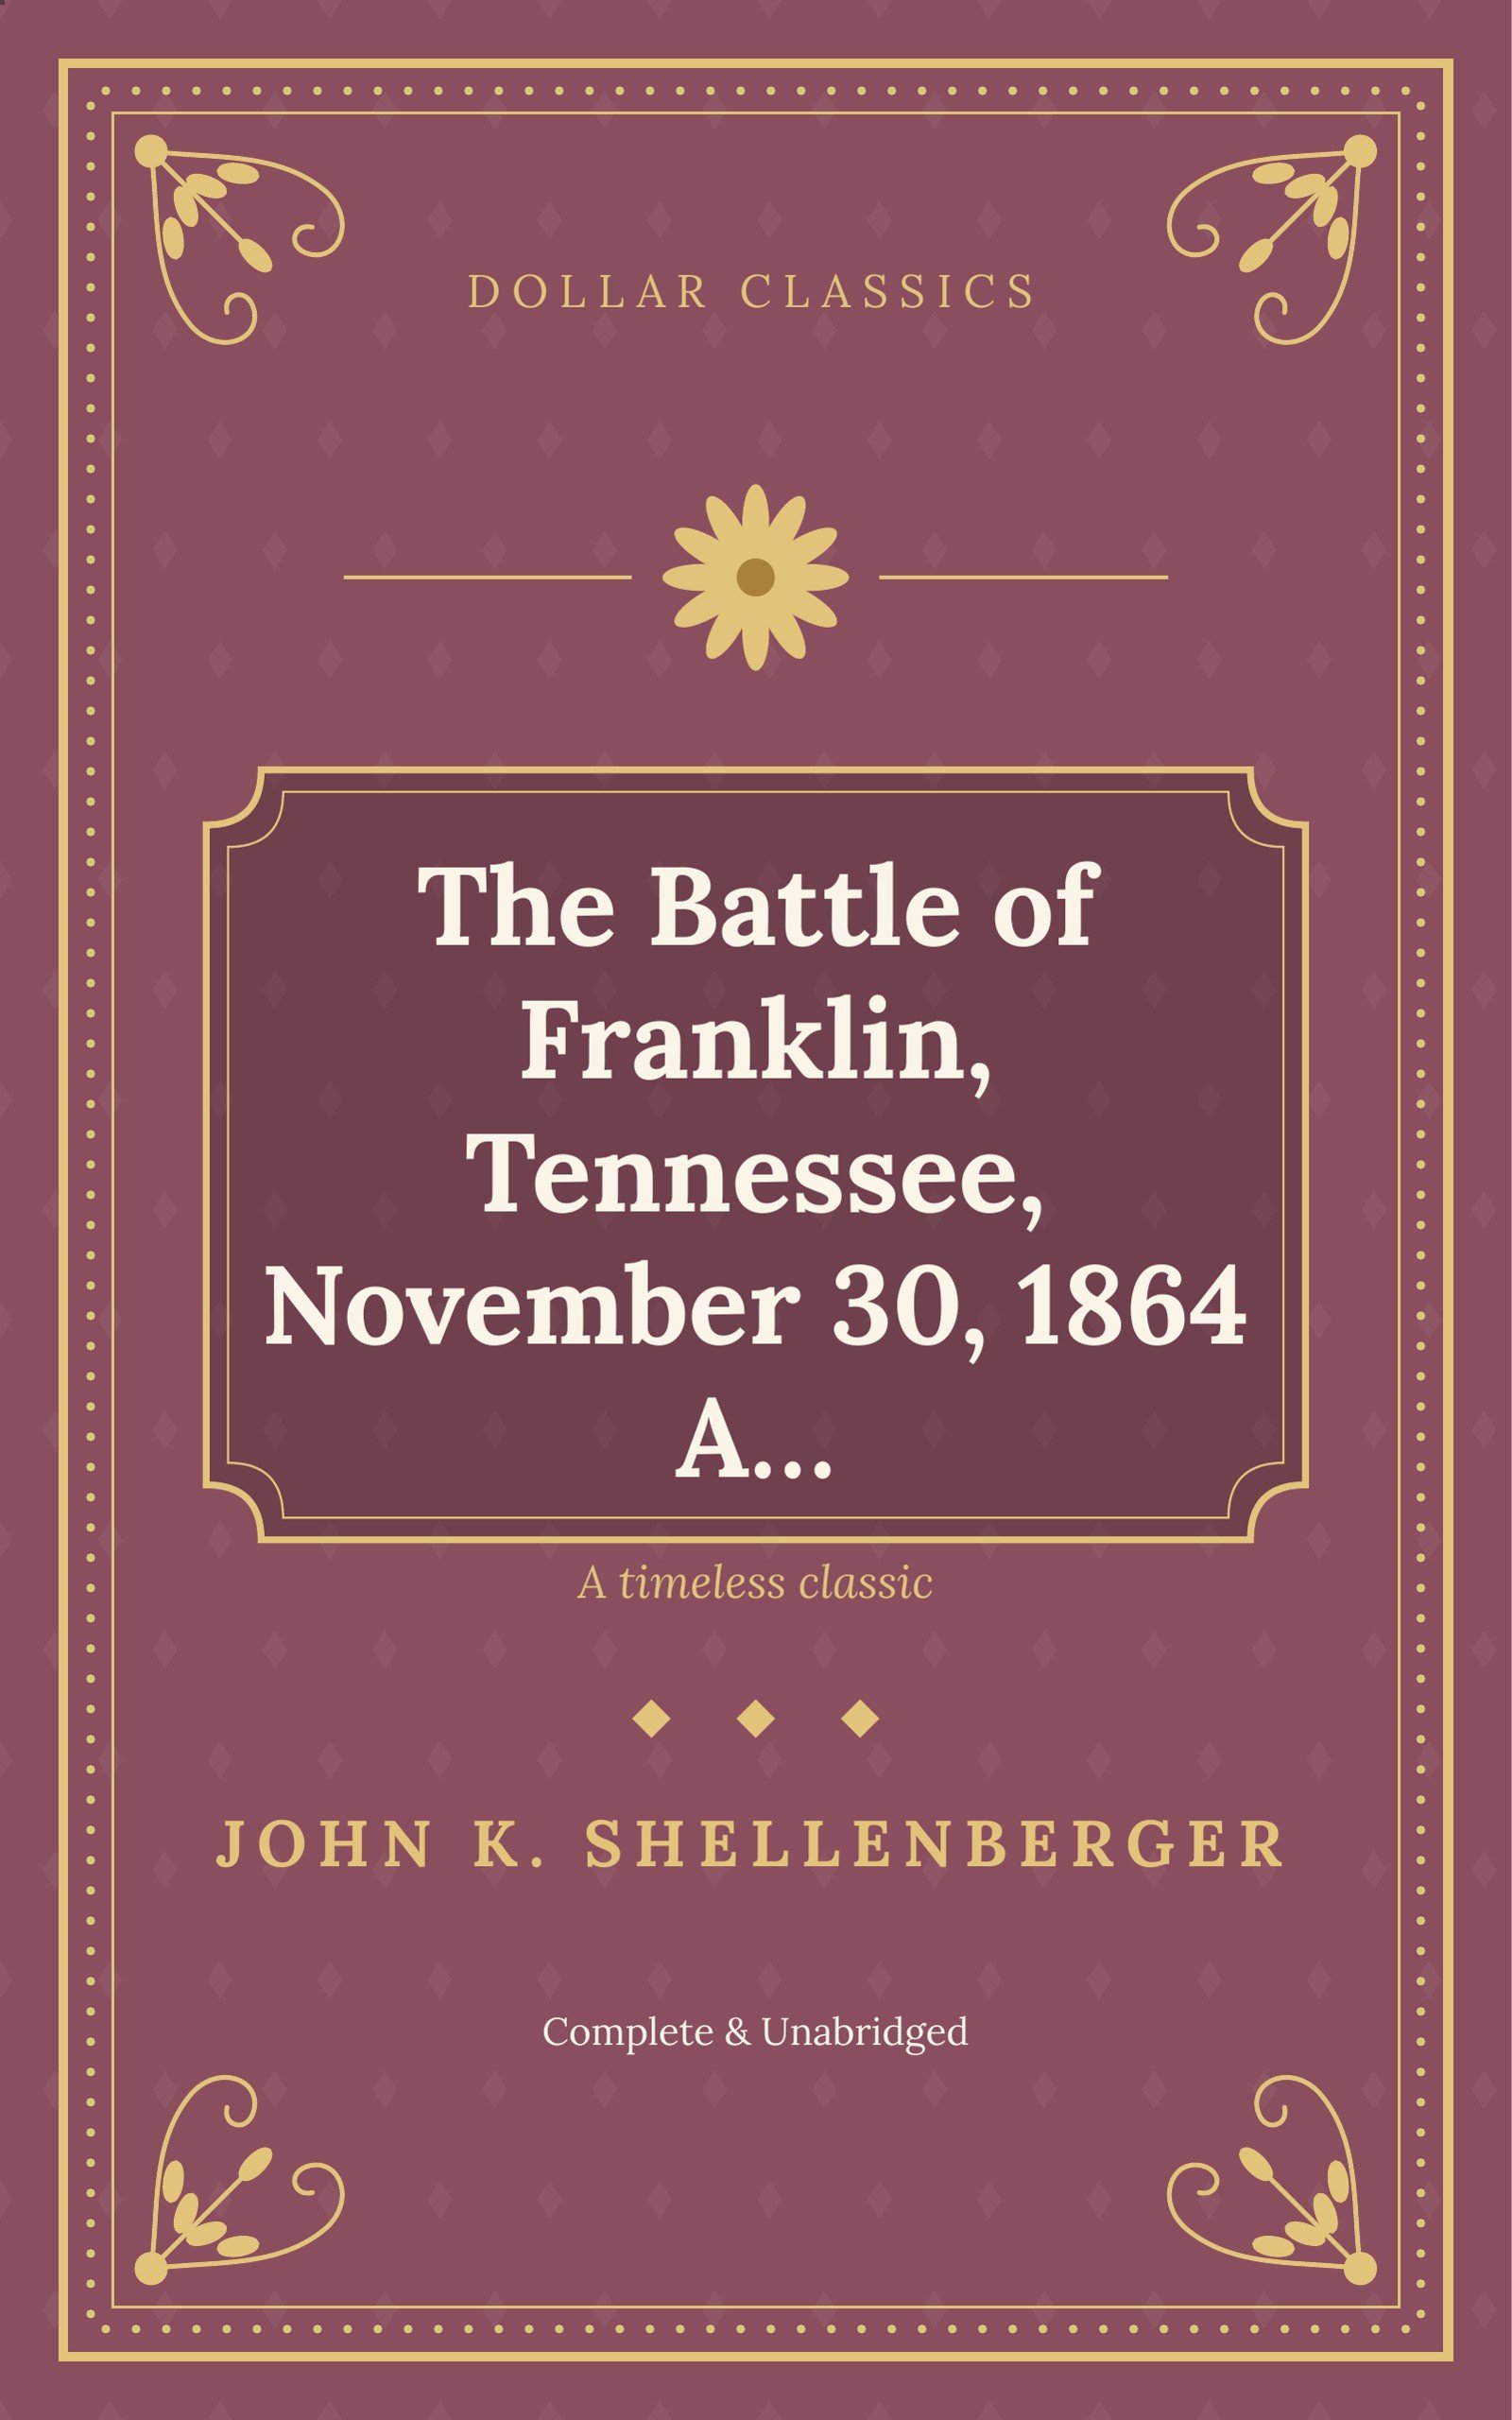 DOLLAR CLASSICS
The Battle of
Franklin,
Tennessee,
November 30, 1864
A...
A timeless classic
JOHN K. SHELLENBERGER
Complete & Unabridged